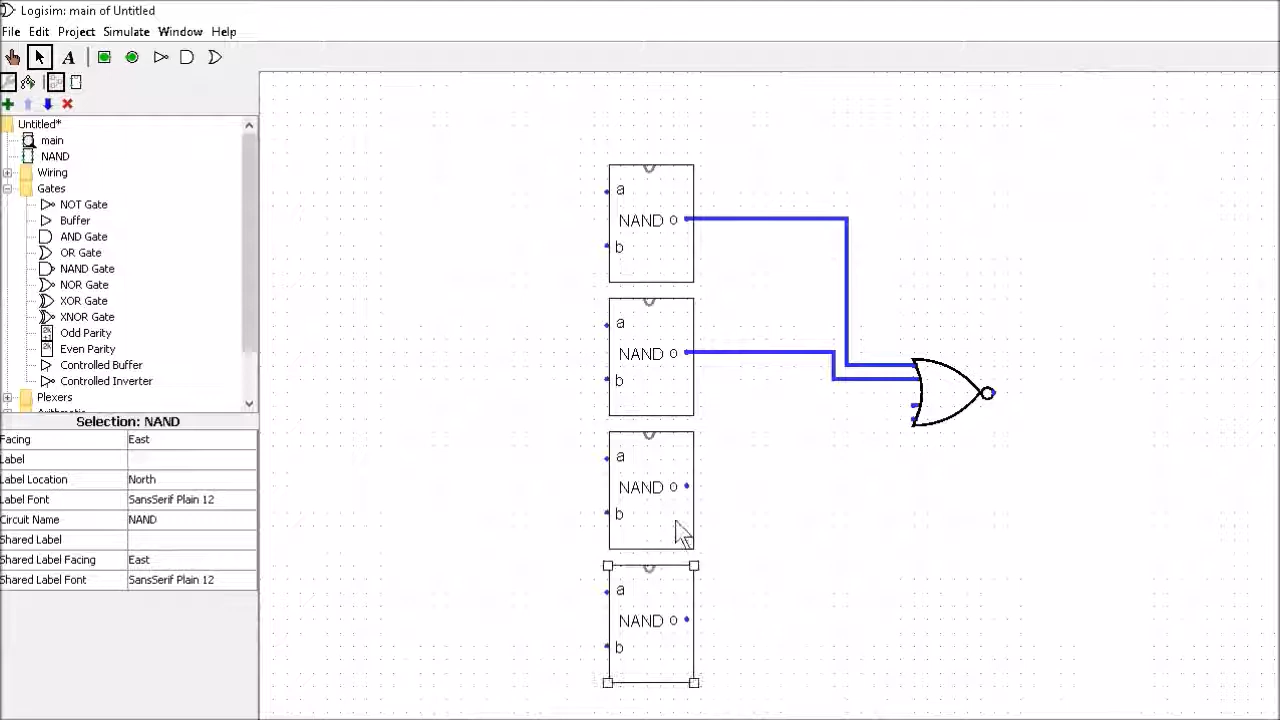 Logisim: main of Untitled
File Edit Project Simulate Window Help
A
Untitled*
main
NAND
Wiring
Gates
NOT Gate
Buffer
AND Gate
OR Gate
NAND Gate
NOR Gate
XOR Gate
XNOR Gate
Odd Parity
Even Parity
Controlled Buffer
Controlled Inverter
Plexers
Selection: NAND
Facing East
Label
Label Location North
Label Font SansSerif Plain 12
Circuit Name NAND
Shared Label
Shared Label Facing East
Shared Label Font SansSerif Plain 12
a
NAND o
b
a
NAND o
b
a
NAND o
b
a
NAND o
b